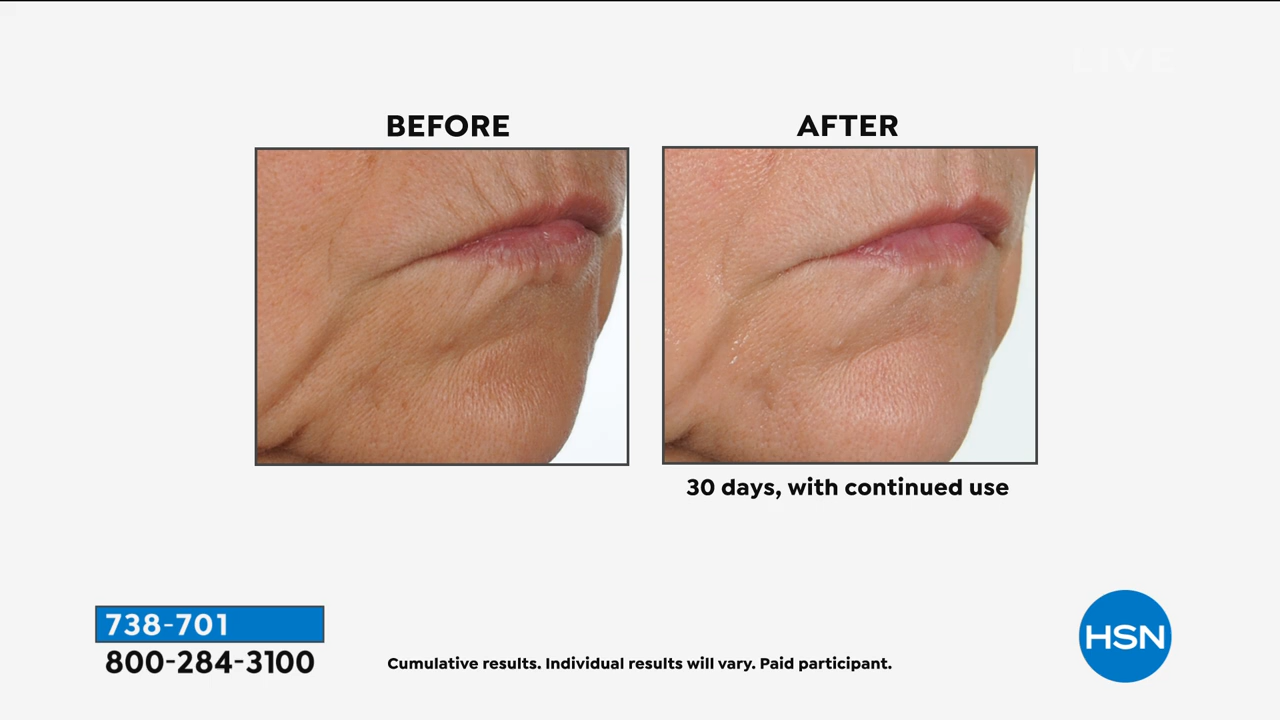 LIVE
BEFORE
AFTER
30 days, with continued use
738-701
800-284-3100
Cumulative results. Individual results will vary. Paid participant.
HSN